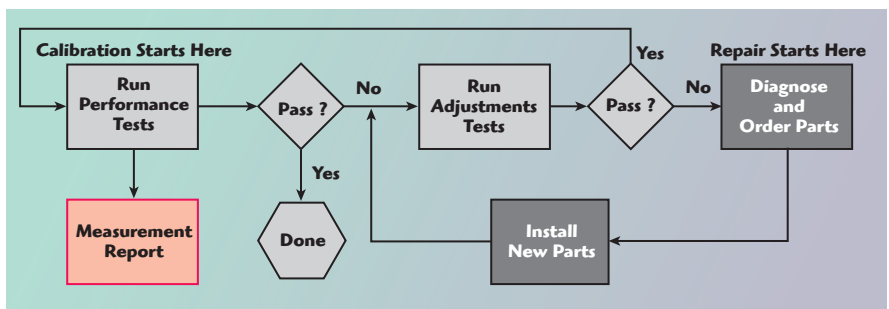 Calibration Starts Here
Run
Performance
Tests
Pass ?
No
Yes
Run
Adjustments
Tests
Pass ?
Yes
No
Repair Starts Here
Diagnose
and
Order Parts
Measurement
Report
Done
Install
New Parts